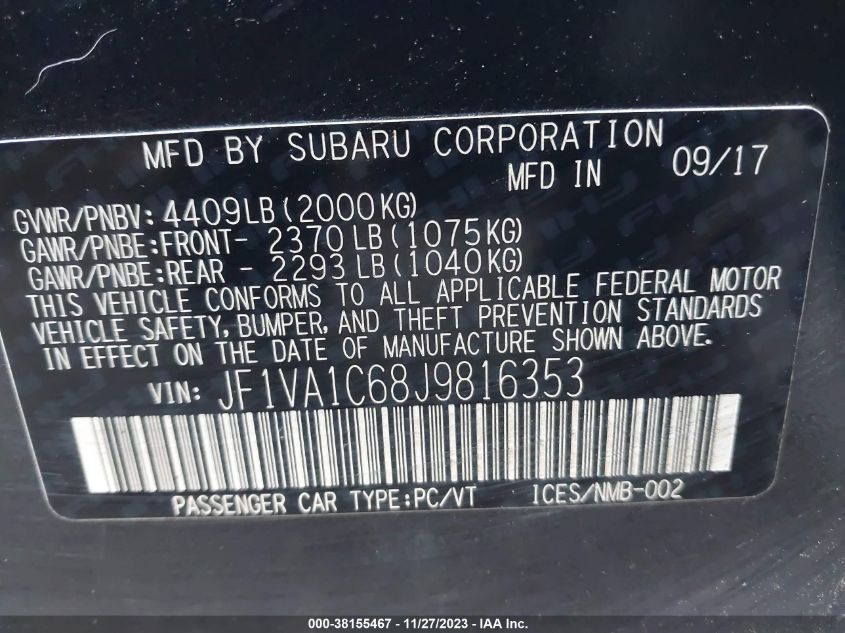 MFD BY SUBARU CORPORATION
MFD IN 09/17
GVWR/PNBV: 4409LB(2000KG)
GAWR/PNBE:FRONT- 2370LB(1075KG)
GAWR/PNBE:REAR - 2293LB(1040KG)
THIS VEHICLE CONFORMS TO ALL APPLICABLE FEDERAL MOTOR
VEHICLE SAFETY, BUMPER, AND THEFT PREVENTION STANDARDS
IN EFFECT ON THE DATE OF MANUFACTURE SHOWN ABOVE.
VIN: JF1VA1C68J9816353
PASSENGER CAR TYPE:PC/VT ICES/NMB-002
000-38155467 - 11/27/2023 - IAA Inc.